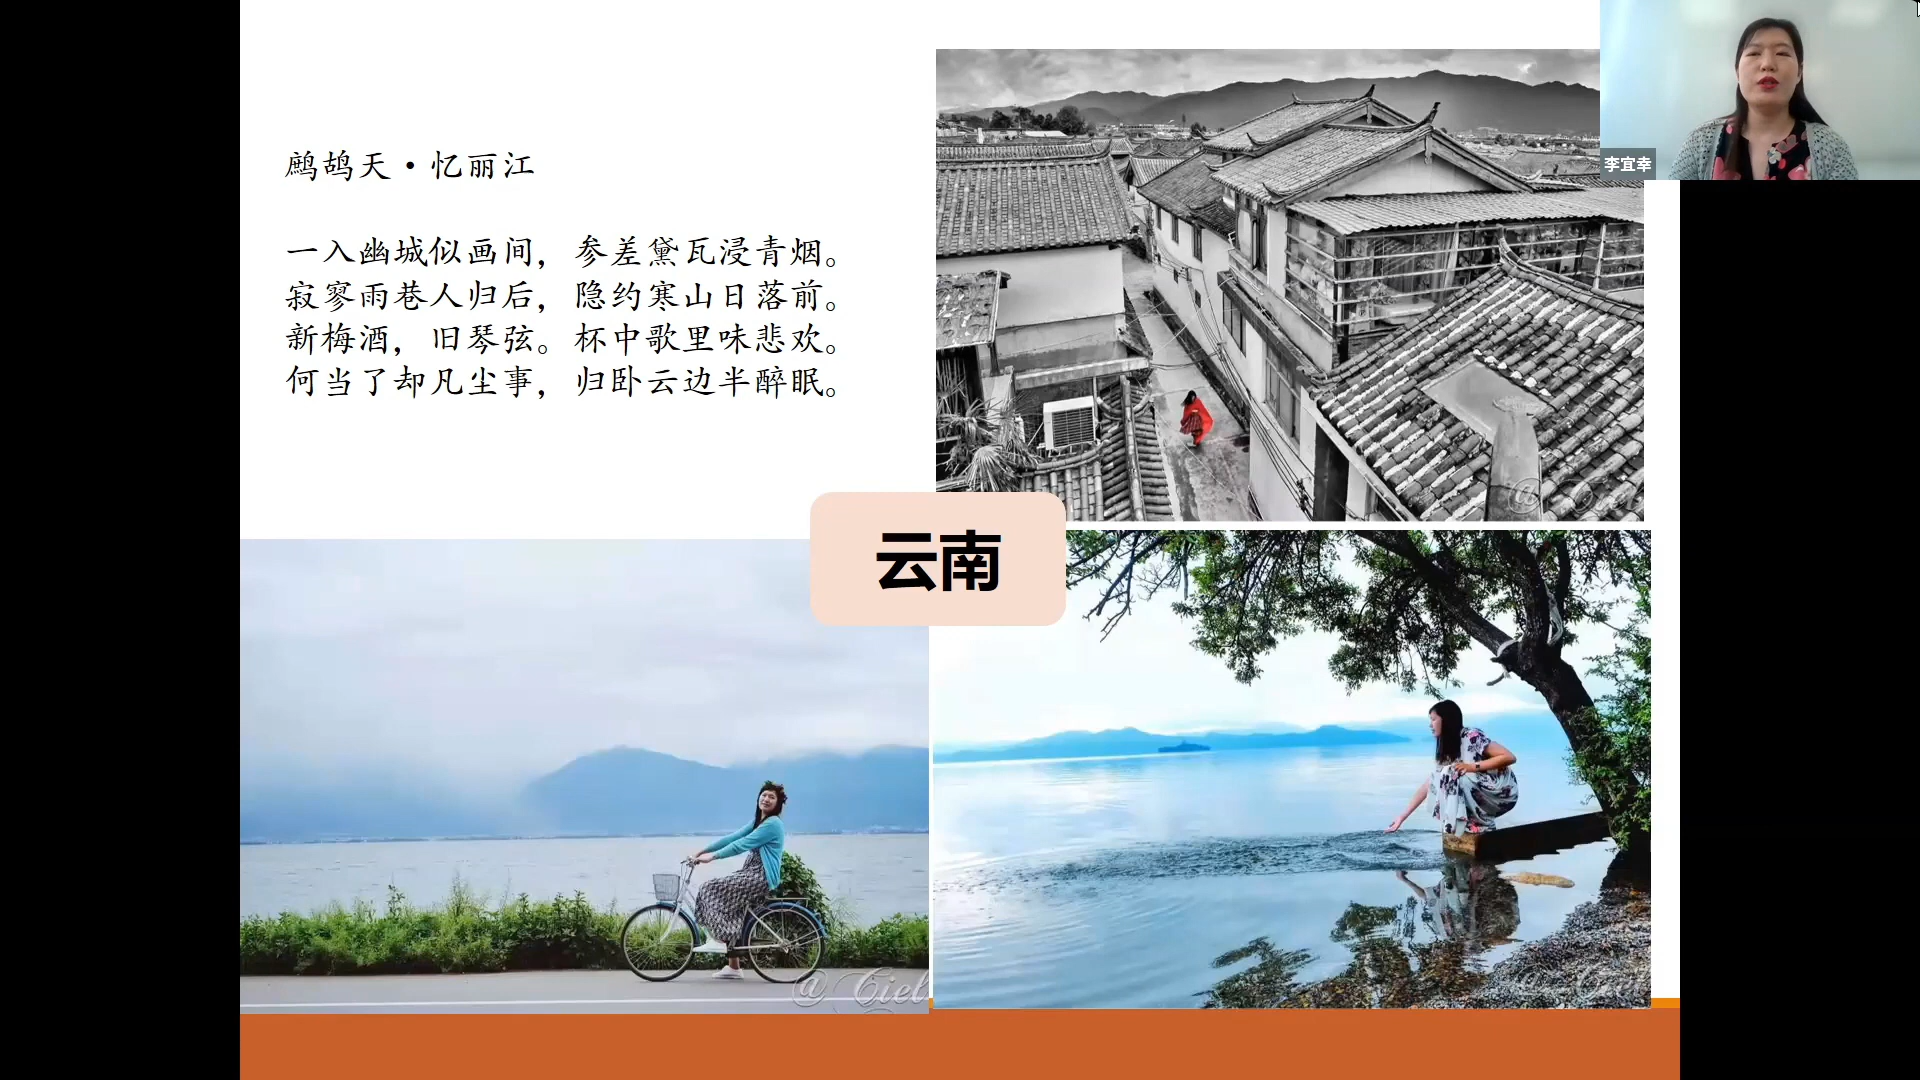 鹧鸪天·忆丽江
一入幽城似画间，参差黛瓦浸青烟。
寂寥雨巷人归后，隐约寒山日落前。
新梅酒，旧琴弦。杯中歌里味悲欢。
何当了却凡尘事，归卧云边半醉眠。
云南
李宜幸
@ Ciel